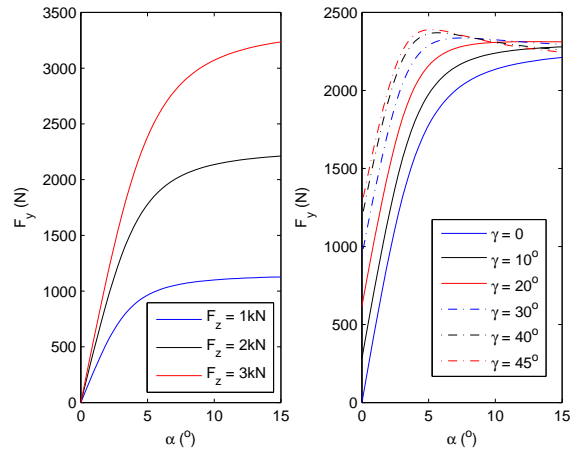 3500
3000
2500
2000
1500
1000
500
0
F_y (N)
0 5 10 15
α (°)
F_z = 1kN
F_z = 2kN
F_z = 3kN
2500
2000
1500
1000
500
0
F_y (N)
0 5 10 15
α (°)
γ = 0
γ = 10°
γ = 20°
γ = 30°
γ = 40°
γ = 45°